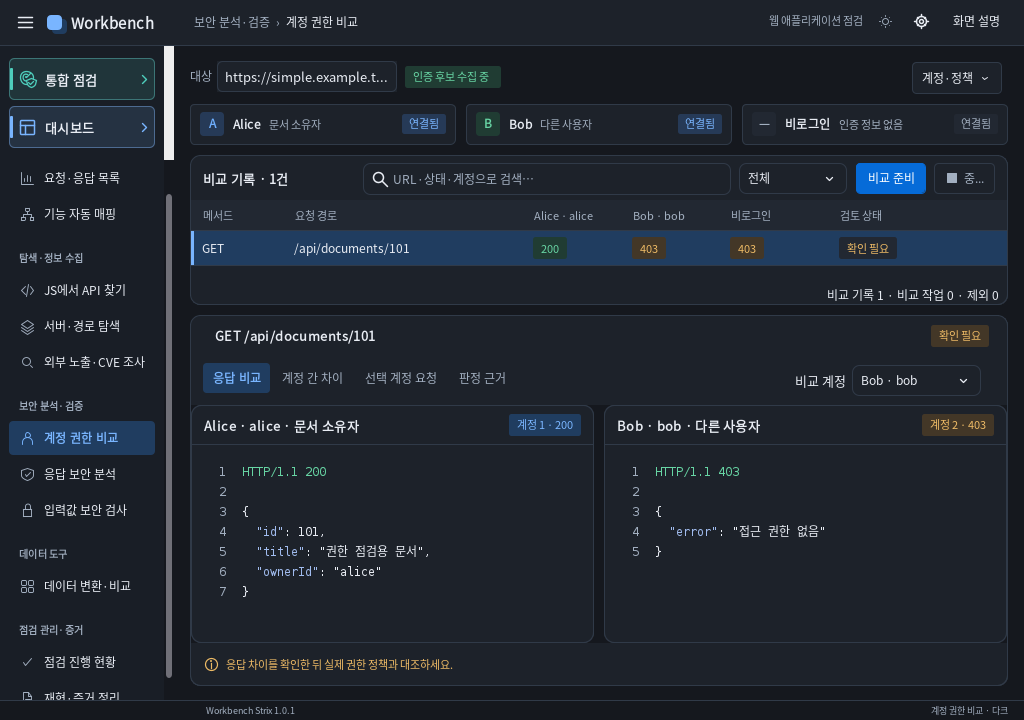 Workbench
보안 분석·검증 › 계정 권한 비교
웹 애플리케이션 점검
화면 설명
통합 점검
대시보드
요청·응답 목록
기능 자동 매핑
탐색·정보 수집
JS에서 API 찾기
서버·경로 탐색
외부 노출·CVE 조사
보안 분석·검증
계정 권한 비교
응답 보안 분석
입력값 보안 검사
데이터 도구
데이터 변환·비교
점검 관리·증거
점검 진행 현황
재현·증거 정리
대상 https://simple.example.t... 인증 후보 수집 중
계정·정책
A Alice 문서 소유자 연결됨
B Bob 다른 사용자 연결됨
— 비로그인 인증 정보 없음 연결됨
비교 기록 · 1건
URL·상태·계정으로 검색…
전체
비교 준비
중...
메서드 요청 경로 Alice · alice Bob · bob 비로그인 검토 상태
GET /api/documents/101 200 403 403 확인 필요
비교 기록 1 · 비교 작업 0 · 제외 0
GET /api/documents/101 확인 필요
응답 비교 계정 간 차이 선택 계정 요청 판정 근거
비교 계정 Bob · bob
Alice · alice · 문서 소유자 계정 1 · 200
1 HTTP/1.1 200
2
3 {
4 "id": 101,
5 "title": "권한 점검용 문서",
6 "ownerId": "alice"
7 }
Bob · bob · 다른 사용자 계정 2 · 403
1 HTTP/1.1 403
2
3 {
4 "error": "접근 권한 없음"
5 }
응답 차이를 확인한 뒤 실제 권한 정책과 대조하세요.
Workbench Strix 1.0.1
계정 권한 비교 · 다크